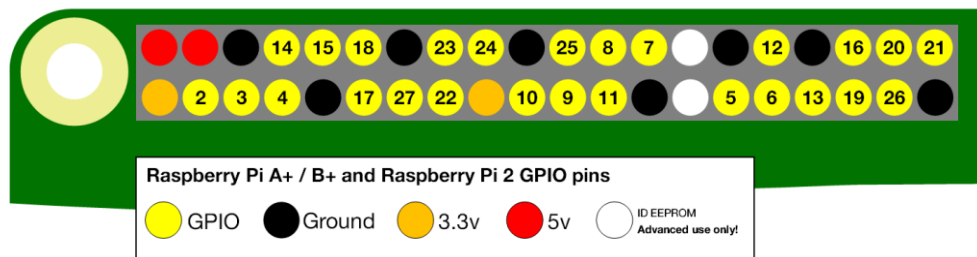 14 15 18 23 24 25 8 7 12 16 20 21
2 3 4 17 27 22 10 9 11 5 6 13 19 26
Raspberry Pi A+ / B+ and Raspberry Pi 2 GPIO pins
GPIO Ground 3.3v 5v ID EEPROM
Advanced use only!